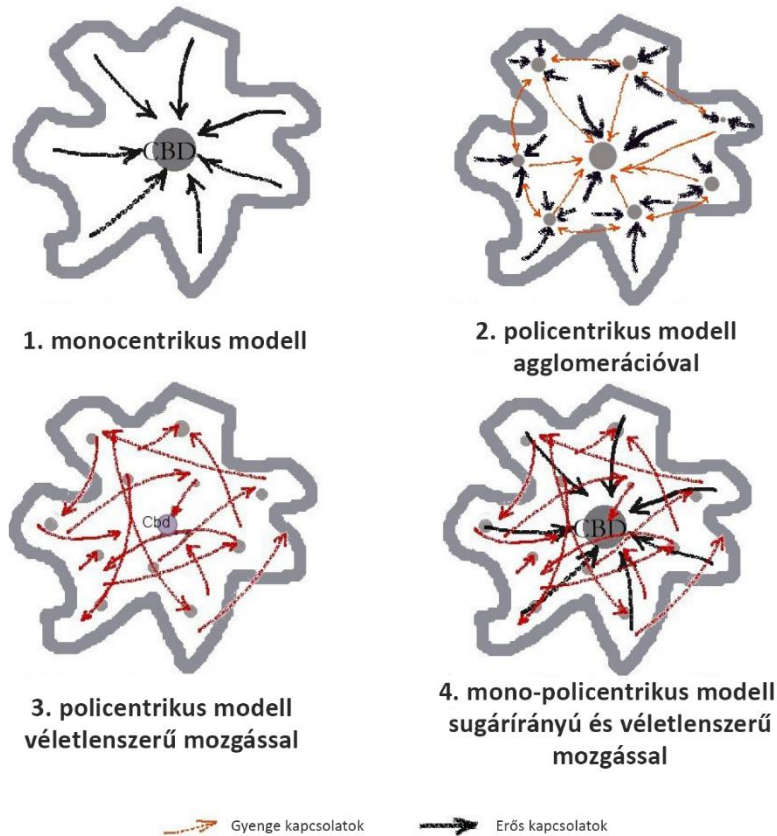 CBD
1. monocentrikus modell
2. policentrikus modell
agglomerációval
Cbd
3. policentrikus modell
véletlenszerű mozgással
CBD
4. mono-policentrikus modell
sugárírányú és véletlenszerű
mozgással
Gyenge kapcsolatok
Erős kapcsolatok